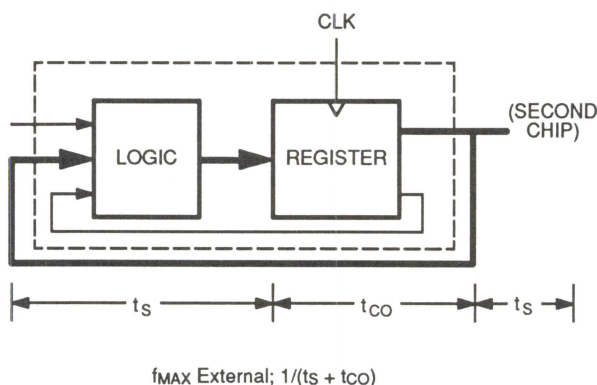 CLK
(SECOND
CHIP)
LOGIC
REGISTER
tS
tCO
tS
fMAX External; 1/(tS + tCO)